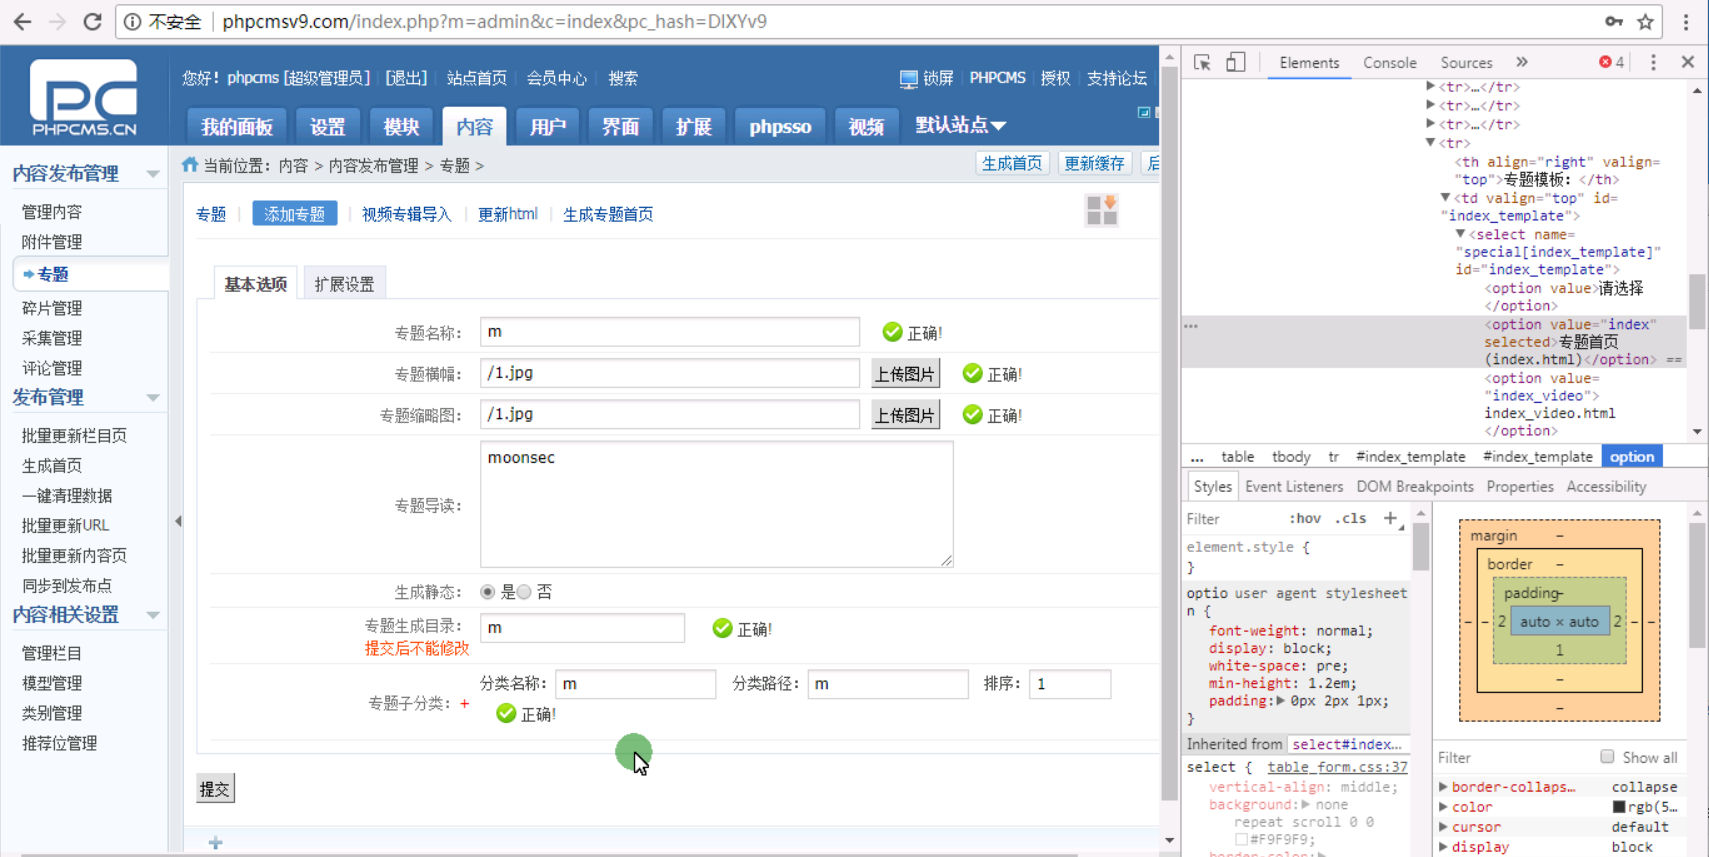 不安全 phpcmsv9.com/index.php?m=admin&c=index&pc_hash=DIXYv9
PHPCMS.CN
您好！phpcms [超级管理员] [退出] 站点首页 会员中心 搜索
锁屏 PHPCMS 授权 支持论坛
我的面板 设置 模块 内容 用户 界面 扩展 phpsso 视频 默认站点
当前位置：内容 > 内容发布管理 > 专题 >
生成首页 更新缓存 后
内容发布管理
管理内容
附件管理
专题
碎片管理
采集管理
评论管理
发布管理
批量更新栏目页
生成首页
一键清理数据
批量更新URL
批量更新内容页
同步到发布点
内容相关设置
管理栏目
模型管理
类别管理
推荐位管理
专题 添加专题 视频专辑导入 更新html 生成专题首页
基本选项 扩展设置
专题名称： m 正确!
专题横幅： /1.jpg 上传图片 正确!
专题缩略图： /1.jpg 上传图片 正确!
专题导读： moonsec
生成静态： 是 否
专题生成目录： m 正确!
提交后不能修改
专题子分类： + 分类名称： m 分类路径： m 排序： 1
正确!
提交
Elements Console Sources » 4
<tr>…</tr>
<tr>…</tr>
<tr>…</tr>
<tr>
<th align="right" valign=
"top">专题模板：</th>
<td valign="top" id=
"index_template">
<select name=
"special[index_template]"
id="index_template">
<option value>请选择
</option>
<option value="index"
selected>专题首页
(index.html)</option> ==
<option value=
"index_video">
index_video.html
</option>
... table tbody tr #index_template #index_template option
Styles Event Listeners DOM Breakpoints Properties Accessibility
Filter :hov .cls +
element.style {
}
optio user agent stylesheet
n {
font-weight: normal;
display: block;
white-space: pre;
min-height: 1.2em;
padding: 0px 2px 1px;
}
Inherited from select#index…
select { table_form.css:37
vertical-align: middle;
background: none
repeat scroll 0 0
#F9F9F9;
margin –
border –
padding-
– – 2 auto × auto 2 – –
1
–
–
Filter Show all
border-collaps… collapse
color rgb(5…
cursor default
display block